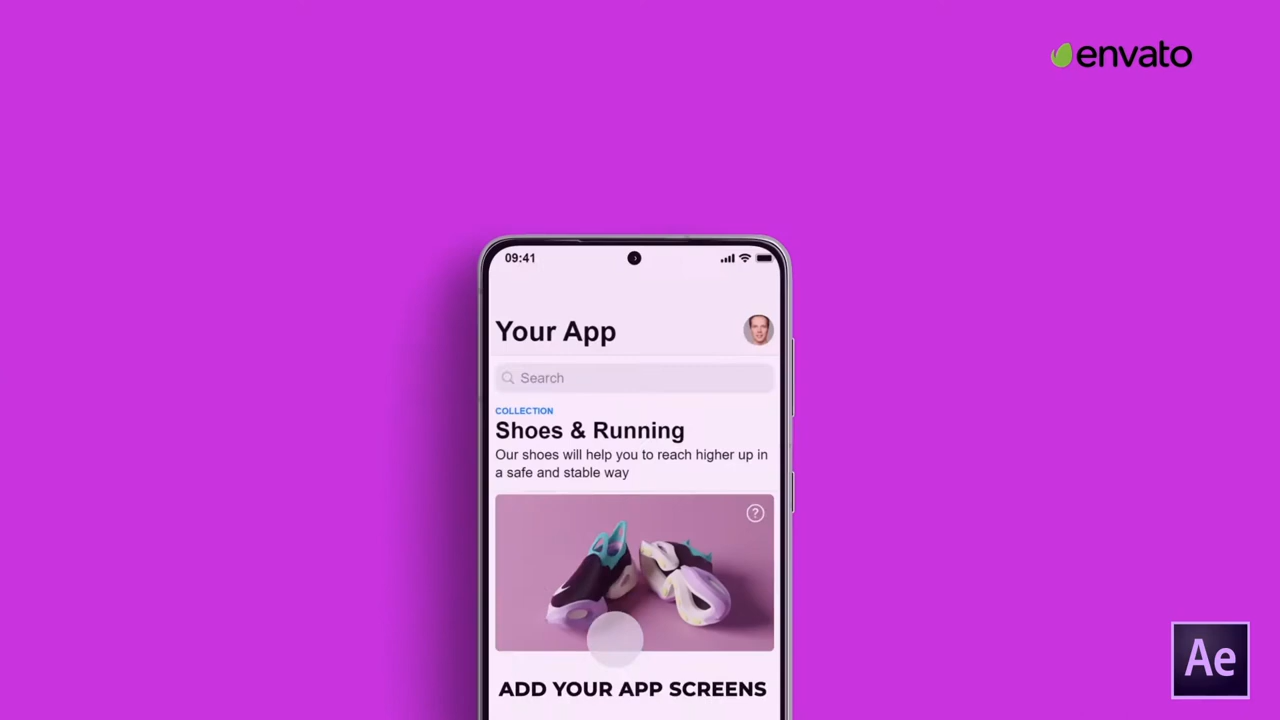 envato
09:41
Your App
Search
COLLECTION
Shoes & Running
Our shoes will help you to reach higher up in
a safe and stable way
?
ADD YOUR APP SCREENS
Ae